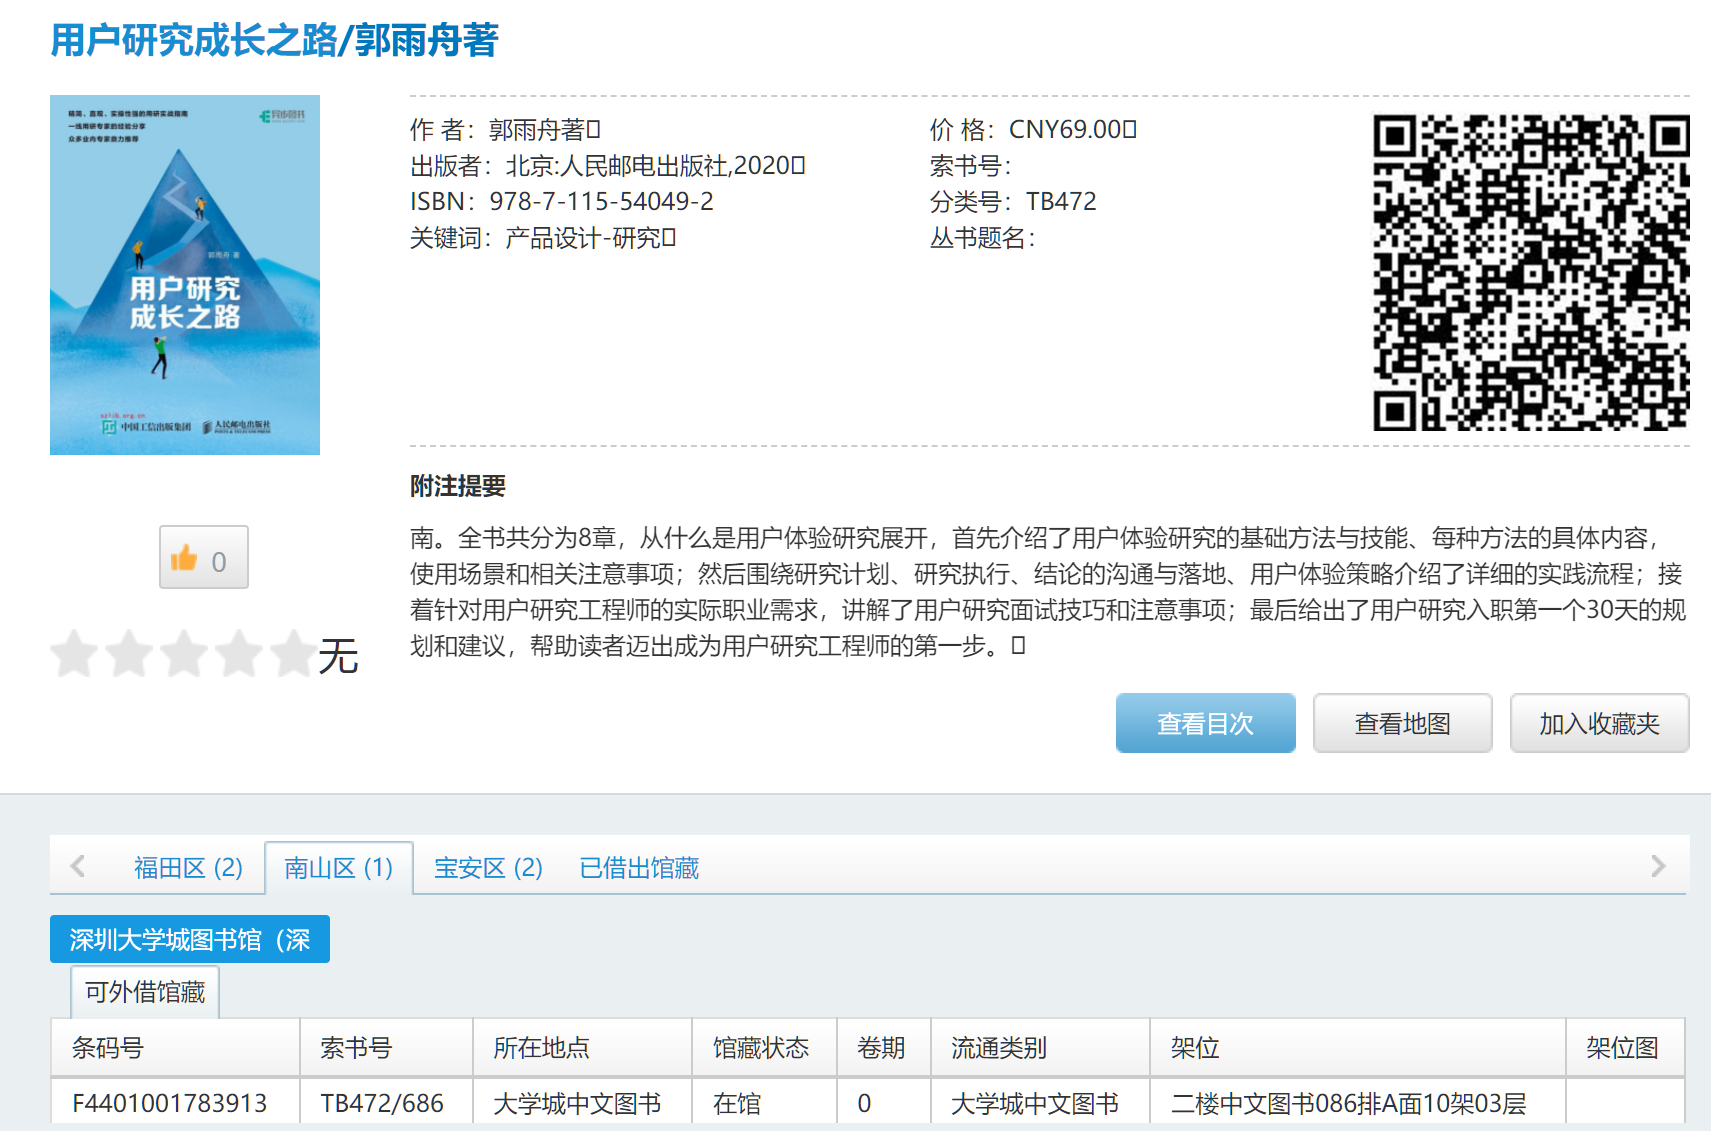 用户研究成长之路/郭雨舟著
精简、直观、实操性强的用研实战指南
一线用研专家的经验分享
众多业内专家鼎力推荐
异步图书
郭雨舟 著
用户研究
成长之路
szlib.org.cn
中国工信出版集团 人民邮电出版社
POSTS & TELECOM PRESS
作 者：郭雨舟著
价 格：CNY69.00
出版者：北京:人民邮电出版社,2020
索书号：
ISBN：978-7-115-54049-2
分类号：TB472
关键词：产品设计-研究
丛书题名：
附注提要
南。全书共分为8章，从什么是用户体验研究展开，首先介绍了用户体验研究的基础方法与技能、每种方法的具体内容，
使用场景和相关注意事项；然后围绕研究计划、研究执行、结论的沟通与落地、用户体验策略介绍了详细的实践流程；接
着针对用户研究工程师的实际职业需求，讲解了用户研究面试技巧和注意事项；最后给出了用户研究入职第一个30天的规
划和建议，帮助读者迈出成为用户研究工程师的第一步。
0
无
查看目次 查看地图 加入收藏夹
福田区 (2) 南山区 (1) 宝安区 (2) 已借出馆藏
深圳大学城图书馆（深
可外借馆藏
条码号 索书号 所在地点 馆藏状态 卷期 流通类别 架位 架位图
F4401001783913 TB472/686 大学城中文图书 在馆 0 大学城中文图书 二楼中文图书086排A面10架03层